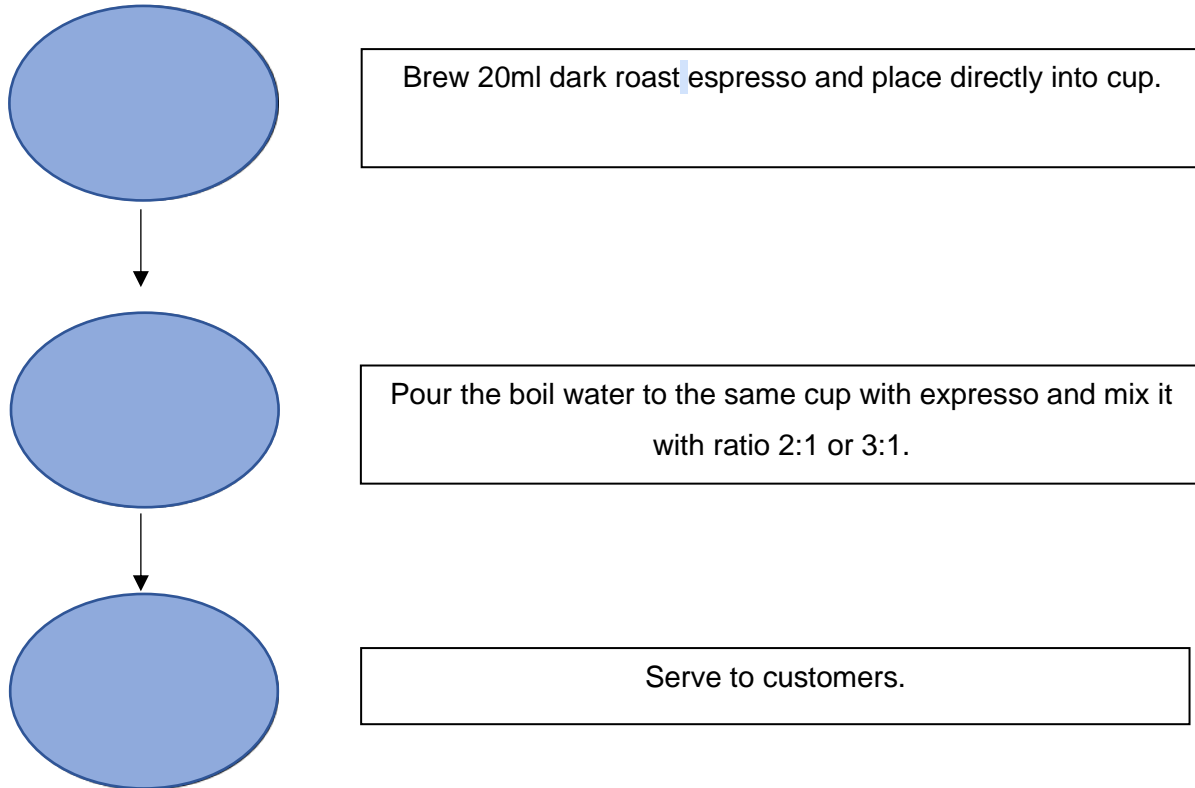 Brew 20ml dark roast espresso and place directly into cup.
Pour the boil water to the same cup with expresso and mix it
with ratio 2:1 or 3:1.
Serve to customers.